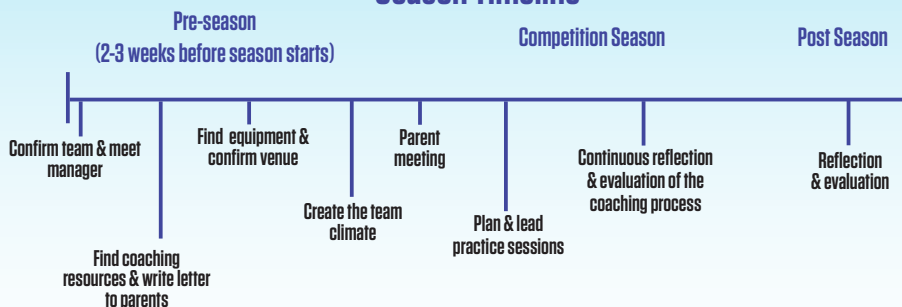 Season Timeline
Pre-season
(2-3 weeks before season starts)
Competition Season
Post Season
Confirm team & meet
manager
Find coaching
resources & write letter
to parents
Find equipment &
confirm venue
Create the team
climate
Parent
meeting
Plan & lead
practice sessions
Continuous reflection
& evaluation of the
coaching process
Reflection
& evaluation